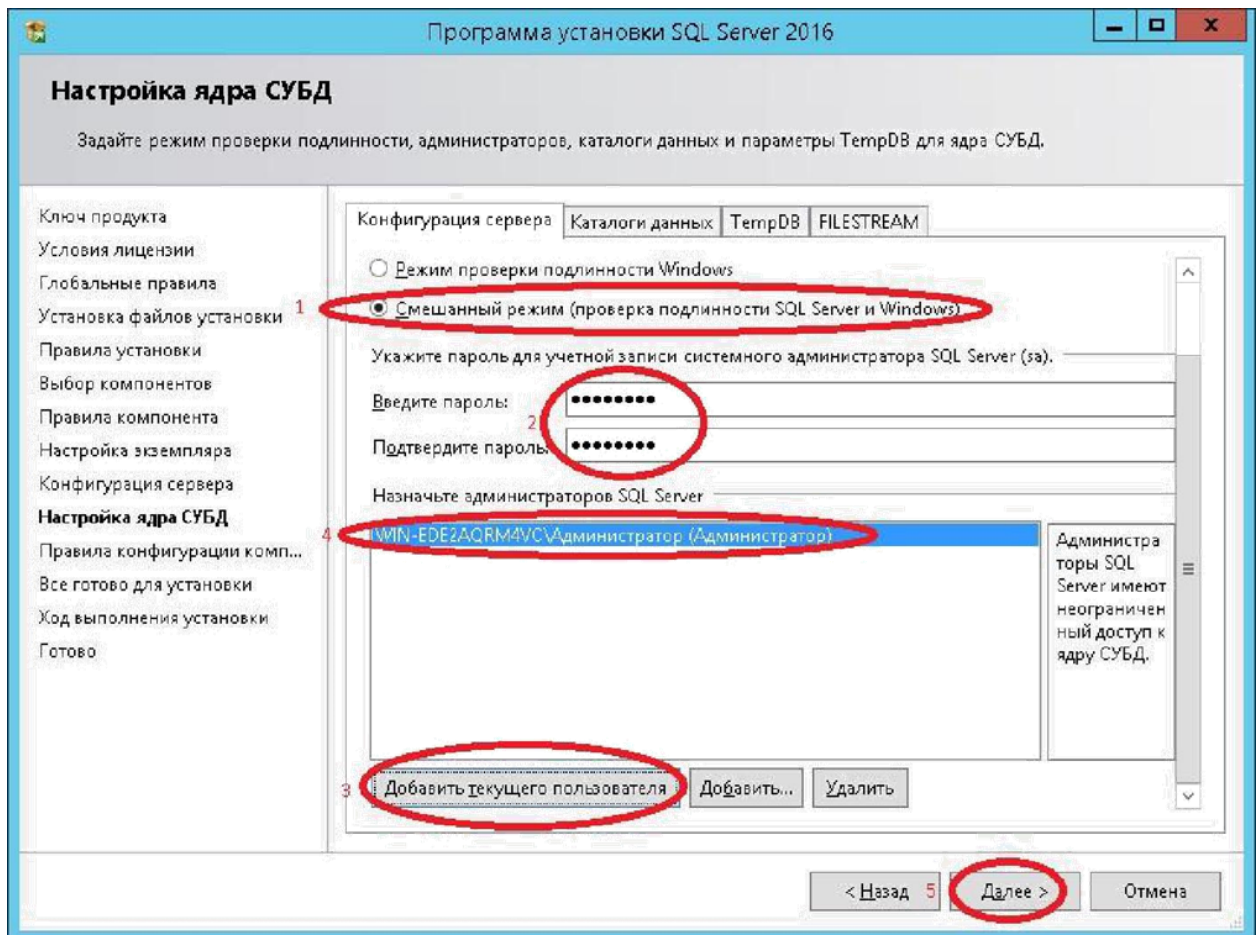 Программа установки SQL Server 2016
Настройка ядра СУБД
Задайте режим проверки подлинности, администраторов, каталоги данных и параметры TempDB для ядра СУБД.
Ключ продукта
Условия лицензии
Глобальные правила
Установка файлов установки
Правила установки
Выбор компонентов
Правила компонента
Настройка экземпляра
Конфигурация сервера
Настройка ядра СУБД
Правила конфигурации комп...
Все готово для установки
Ход выполнения установки
Готово
Конфигурация сервера Каталоги данных TempDB FILESTREAM
Режим проверки подлинности Windows
1 Смешанный режим (проверка подлинности SQL Server и Windows)
Укажите пароль для учетной записи системного администратора SQL Server (sa).
Введите пароль: ●●●●●●●●
2
Подтвердите пароль: ●●●●●●●●
Назначьте администраторов SQL Server
4 WIN-EDE2AQRM4VC\Администратор (Администратор)
Администра
торы SQL
Server имеют
неограничен
ный доступ к
ядру СУБД.
3 Добавить текущего пользователя Добавить... Удалить
< Назад 5 Далее > Отмена